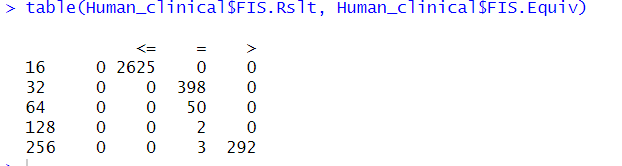 > table(Human_clinical$FIS.Rslt, Human_clinical$FIS.Equiv)
<= = >
16 0 2625 0 0
32 0 0 398 0
64 0 0 50 0
128 0 0 2 0
256 0 0 3 292